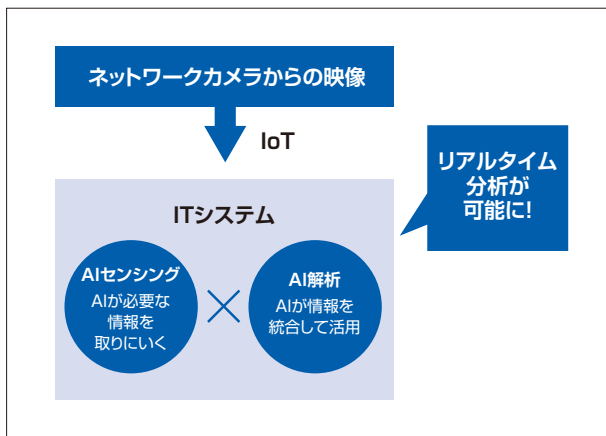 ネットワークカメラからの映像
IoT
リアルタイム
分析が
可能に!
ITシステム
AIセンシング
AIが必要な
情報を
取りにいく
AI解析
AIが情報を
統合して活用